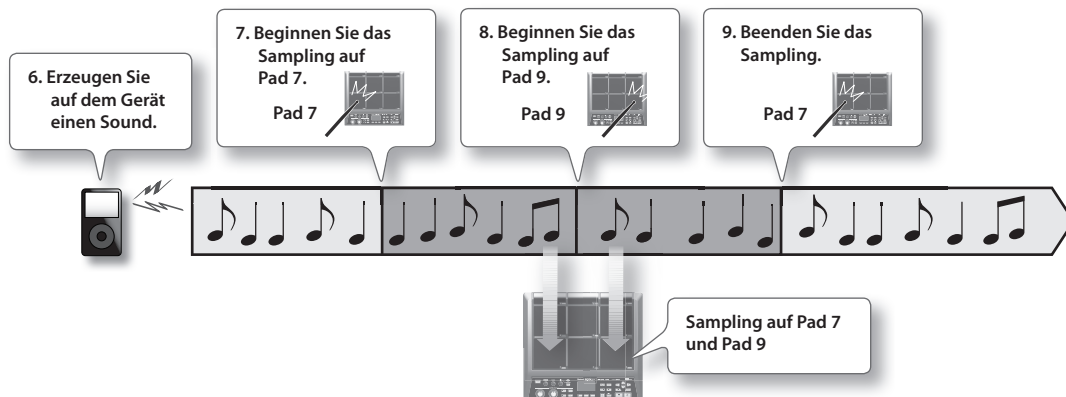 6. Erzeugen Sie
auf dem Gerät
einen Sound.
7. Beginnen Sie das
Sampling auf
Pad 7.
Pad 7
8. Beginnen Sie das
Sampling auf
Pad 9.
Pad 9
9. Beenden Sie das
Sampling.
Pad 7
Sampling auf Pad 7
und Pad 9